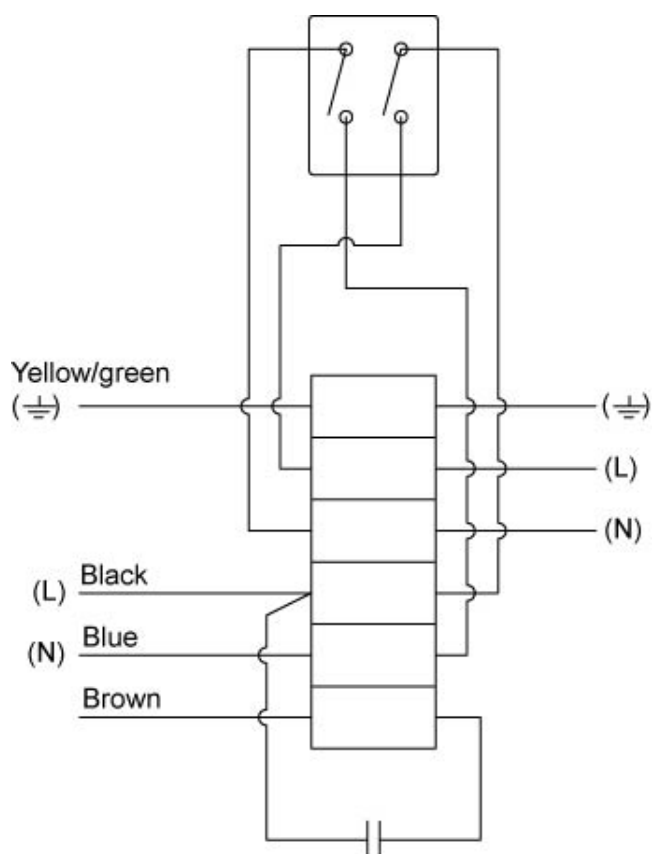 Yellow/green
(⏚) (⏚)
(L)
(N)
(L) Black
(N) Blue
Brown